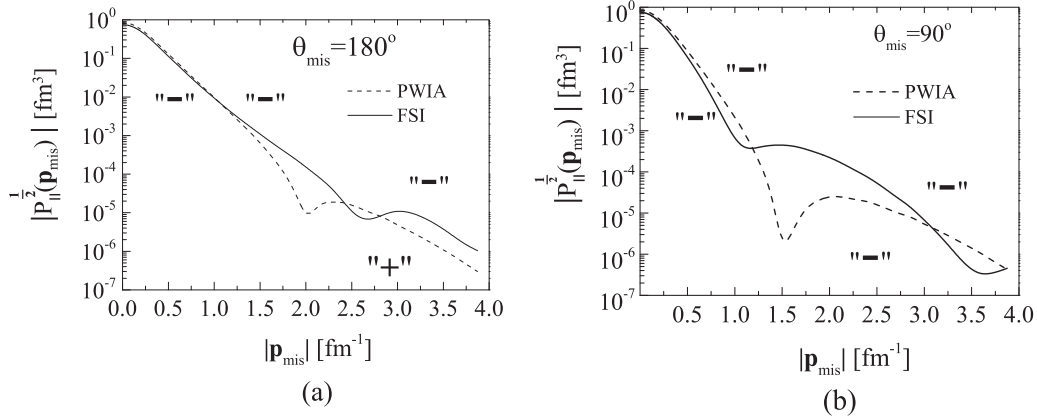 θmis=180°
PWIA
FSI
"-" "-"
"-"
"+"
|P||^½(pmis) | [fm³]
10⁰
10⁻¹
10⁻²
10⁻³
10⁻⁴
10⁻⁵
10⁻⁶
10⁻⁷
0.0 0.5 1.0 1.5 2.0 2.5 3.0 3.5 4.0
|pmis| [fm⁻¹]
(a)
θmis=90°
"-"
PWIA
FSI
"-"
"-"
"-"
|P||^½(pmis) | [fm³]
10⁰
10⁻¹
10⁻²
10⁻³
10⁻⁴
10⁻⁵
10⁻⁶
10⁻⁷
0.5 1.0 1.5 2.0 2.5 3.0 3.5 4.0
|pmis| [fm⁻¹]
(b)